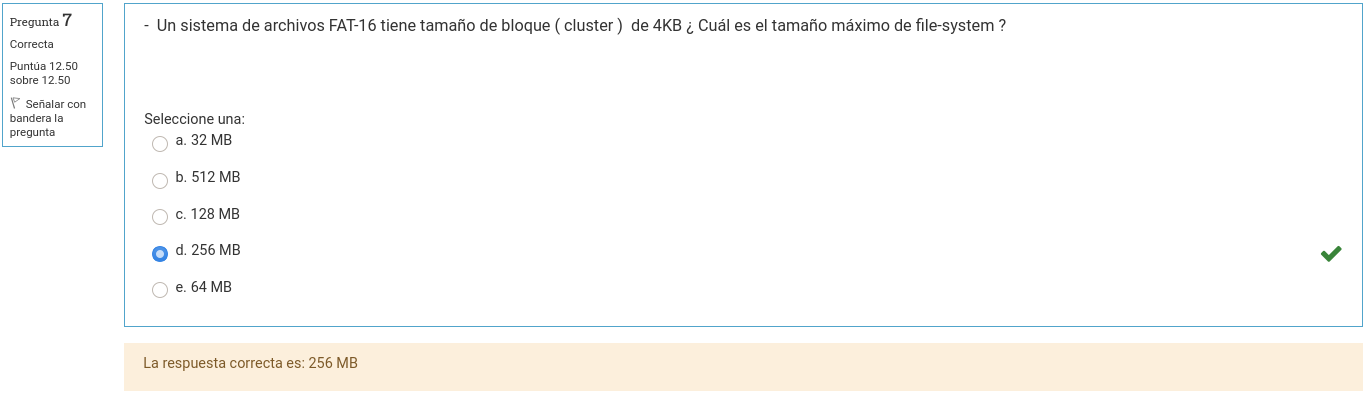 Pregunta 7
Correcta
Puntúa 12.50
sobre 12.50
Señalar con
bandera la
pregunta
- Un sistema de archivos FAT-16 tiene tamaño de bloque ( cluster ) de 4KB ¿ Cuál es el tamaño máximo de file-system ?
Seleccione una:
a. 32 MB
b. 512 MB
c. 128 MB
d. 256 MB
e. 64 MB
La respuesta correcta es: 256 MB